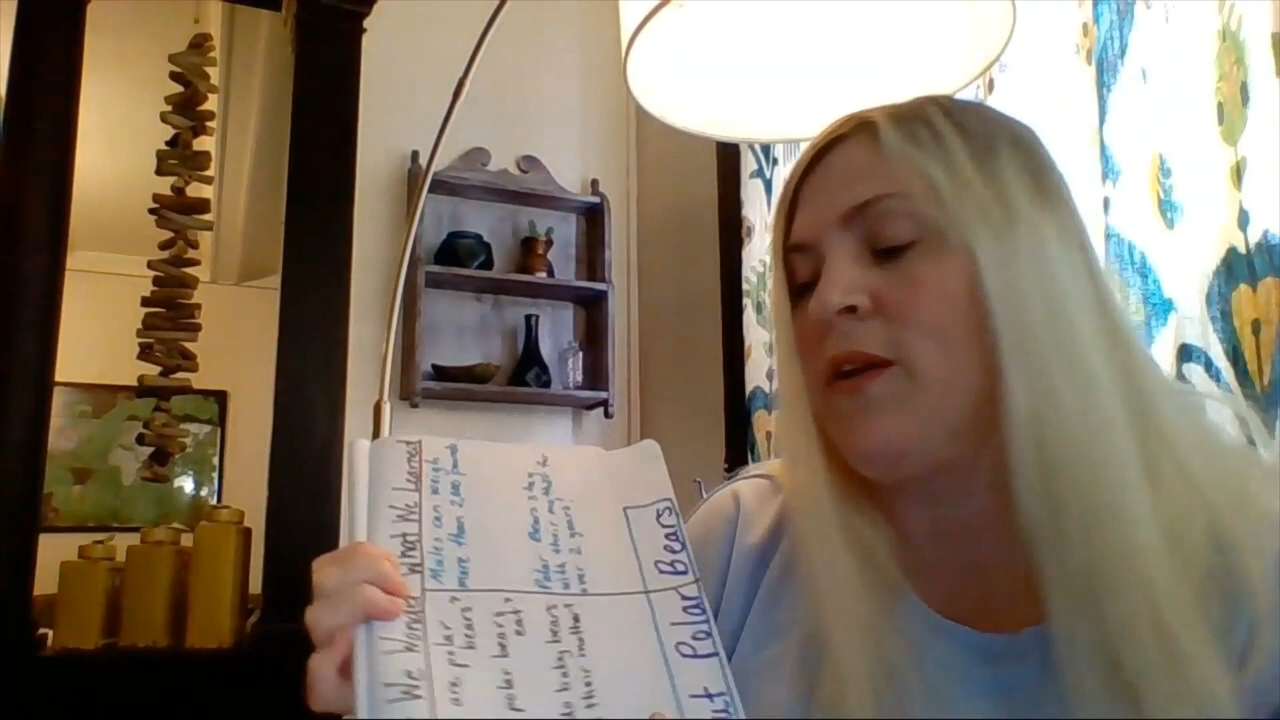 We Wonder
are polar
bears?
polar bears
eat?
do baby bears
their mother?
What We Learned
Males can weigh
more than 2,000 pounds
Polar Bears stay
with their mother for
over 2 years!
Polar Bears